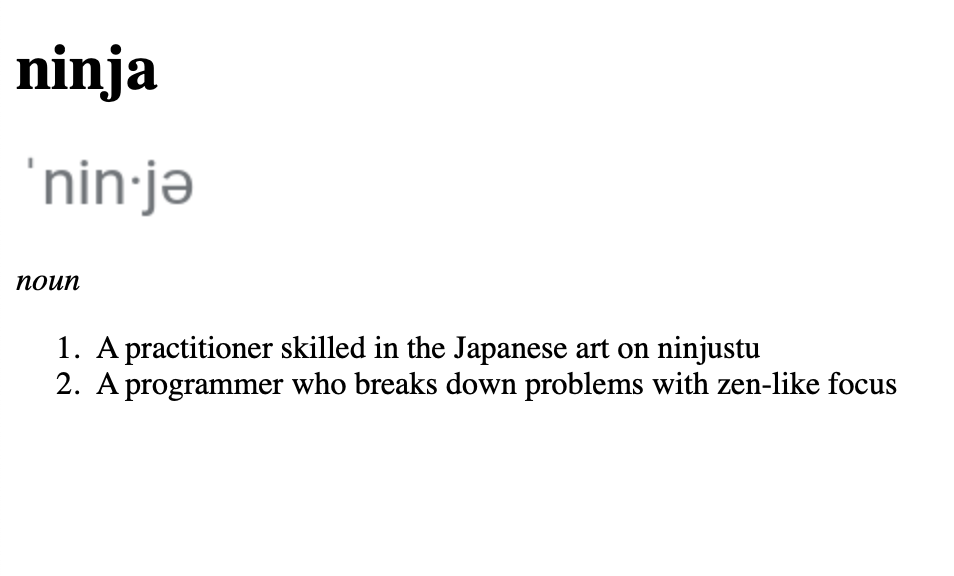 ninja
ˈnin·jə
noun
1. A practitioner skilled in the Japanese art on ninjustu
2. A programmer who breaks down problems with zen-like focus